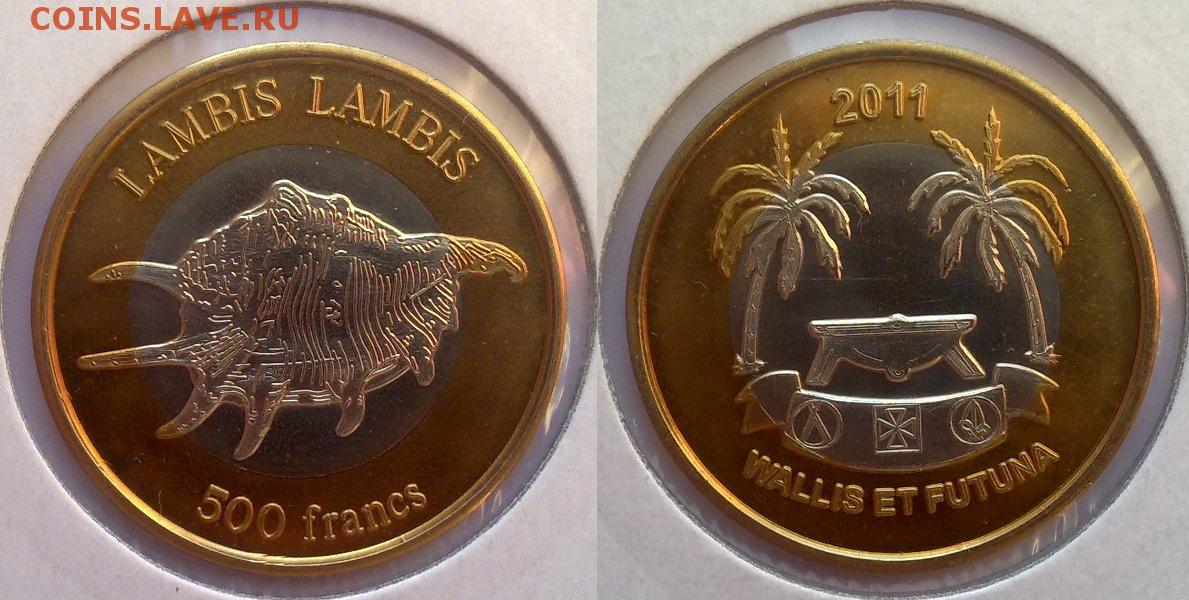 COINS.LAVE.RU
LAMBIS LAMBIS
500 francs
2011
WALLIS ET FUTUNA